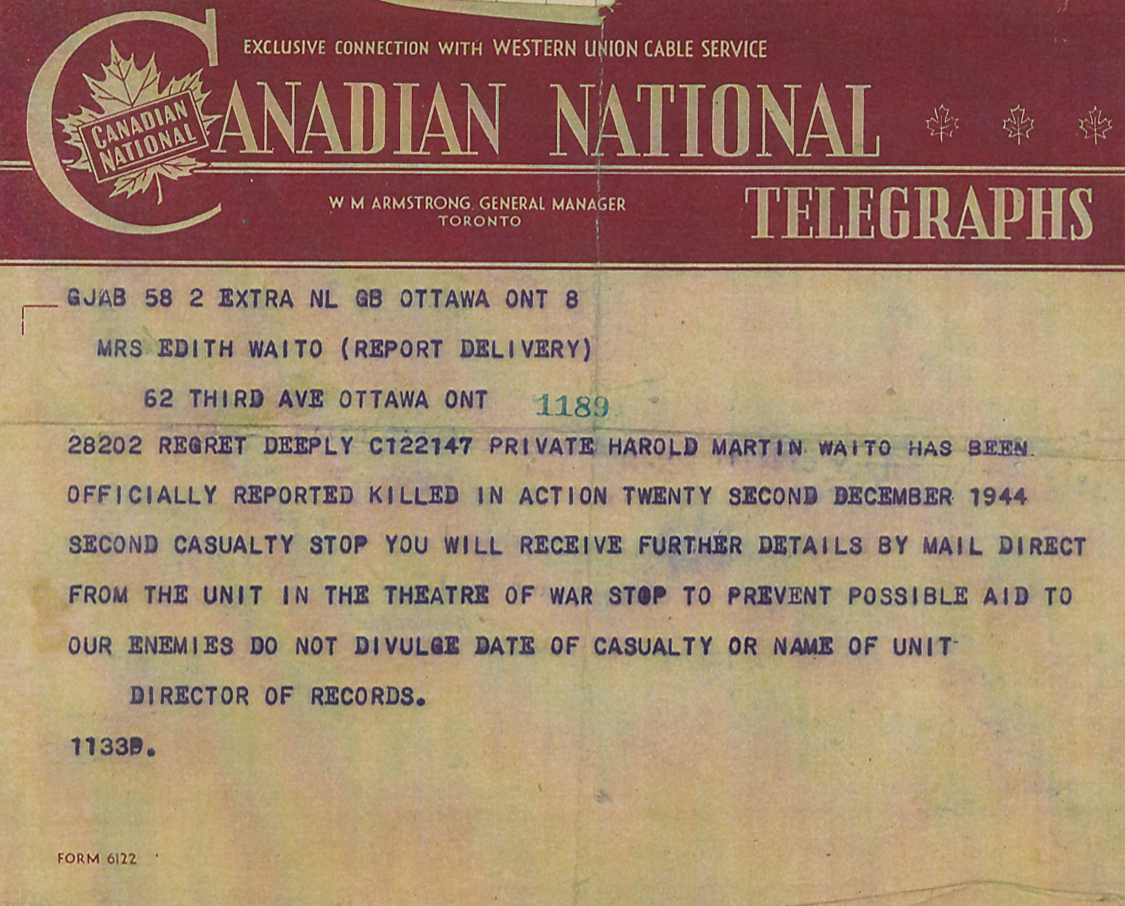 EXCLUSIVE CONNECTION WITH WESTERN UNION CABLE SERVICE
CANADIAN NATIONAL
CANADIAN
NATIONAL
W M ARMSTRONG, GENERAL MANAGER
TORONTO
TELEGRAPHS
GJAB 58 2 EXTRA NL GB OTTAWA ONT 8
MRS EDITH WAITO (REPORT DELIVERY)
62 THIRD AVE OTTAWA ONT 1189
28202 REGRET DEEPLY C122147 PRIVATE HAROLD MARTIN WAITO HAS BEEN
OFFICIALLY REPORTED KILLED IN ACTION TWENTY SECOND DECEMBER 1944
SECOND CASUALTY STOP YOU WILL RECEIVE FURTHER DETAILS BY MAIL DIRECT
FROM THE UNIT IN THE THEATRE OF WAR STOP TO PREVENT POSSIBLE AID TO
OUR ENEMIES DO NOT DIVULGE DATE OF CASUALTY OR NAME OF UNIT
DIRECTOR OF RECORDS.
1133D.
FORM 6122